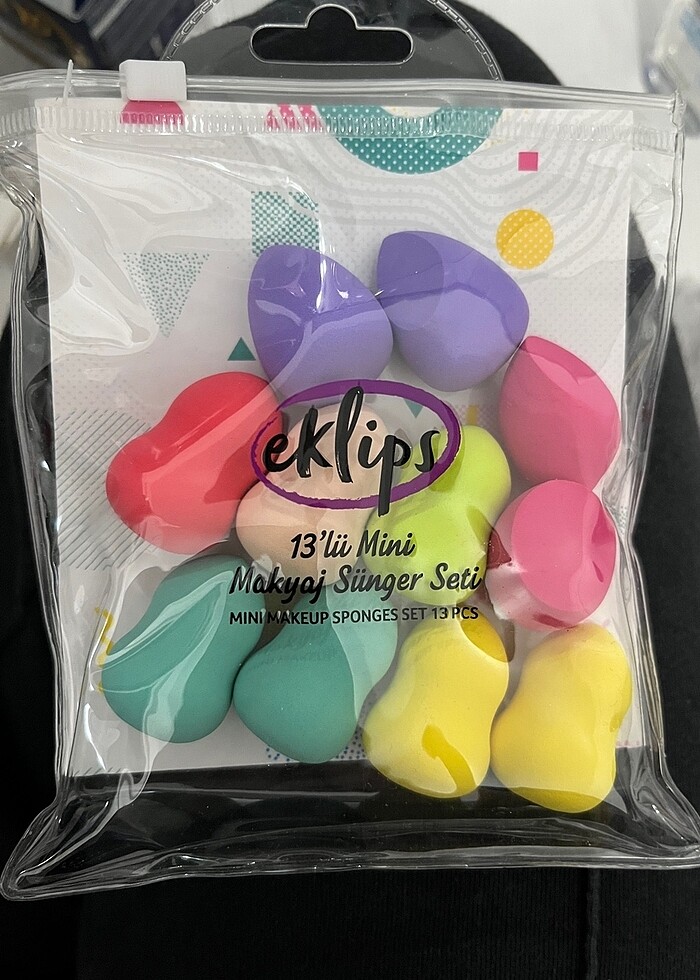 eklips
13'lü Mini
Makyaj Sünger Seti
MINI MAKEUP SPONGES SET 13 PCS